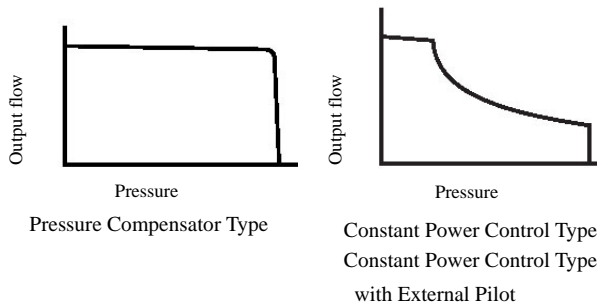 Output flow
Pressure
Pressure Compensator Type
Output flow
Pressure
Constant Power Control Type
Constant Power Control Type
with External Pilot